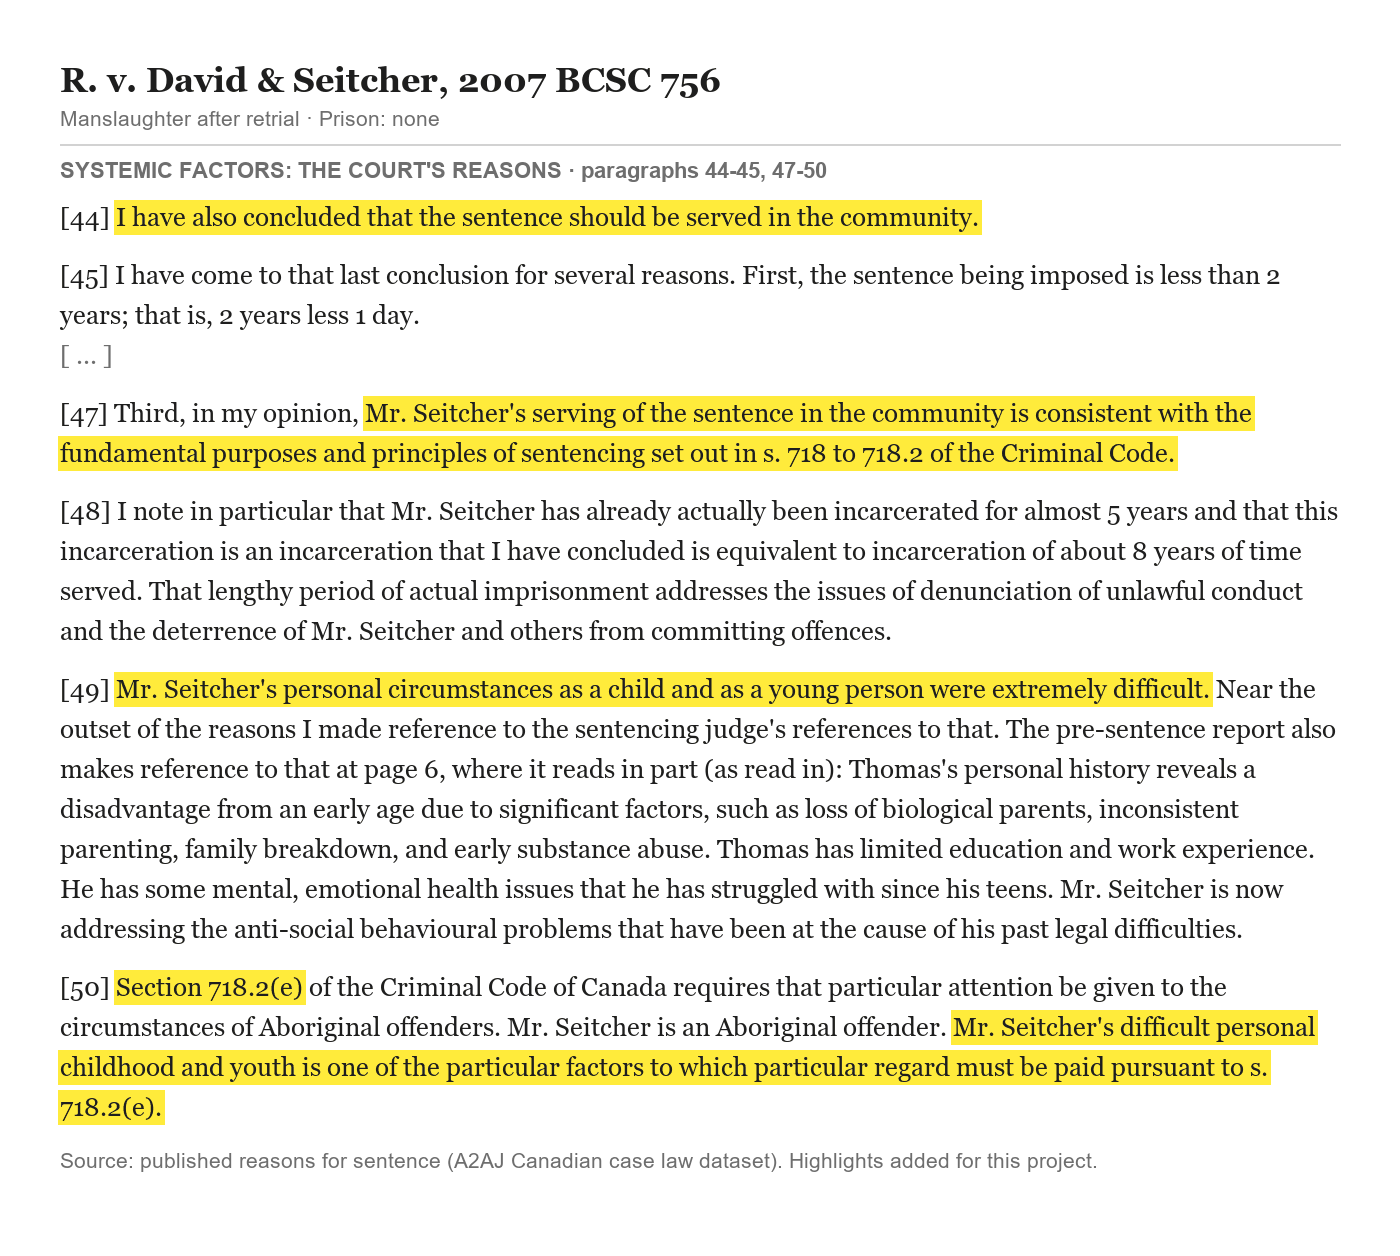 R. v. David & Seitcher, 2007 BCSC 756
Manslaughter after retrial · Prison: none
SYSTEMIC FACTORS: THE COURT'S REASONS · paragraphs 44-45, 47-50
[44] I have also concluded that the sentence should be served in the community.
[45] I have come to that last conclusion for several reasons. First, the sentence being imposed is less than 2
years; that is, 2 years less 1 day.
[ ... ]
[47] Third, in my opinion, Mr. Seitcher's serving of the sentence in the community is consistent with the
fundamental purposes and principles of sentencing set out in s. 718 to 718.2 of the Criminal Code.
[48] I note in particular that Mr. Seitcher has already actually been incarcerated for almost 5 years and that this
incarceration is an incarceration that I have concluded is equivalent to incarceration of about 8 years of time
served. That lengthy period of actual imprisonment addresses the issues of denunciation of unlawful conduct
and the deterrence of Mr. Seitcher and others from committing offences.
[49] Mr. Seitcher's personal circumstances as a child and as a young person were extremely difficult. Near the
outset of the reasons I made reference to the sentencing judge's references to that. The pre-sentence report also
makes reference to that at page 6, where it reads in part (as read in): Thomas's personal history reveals a
disadvantage from an early age due to significant factors, such as loss of biological parents, inconsistent
parenting, family breakdown, and early substance abuse. Thomas has limited education and work experience.
He has some mental, emotional health issues that he has struggled with since his teens. Mr. Seitcher is now
addressing the anti-social behavioural problems that have been at the cause of his past legal difficulties.
[50] Section 718.2(e) of the Criminal Code of Canada requires that particular attention be given to the
circumstances of Aboriginal offenders. Mr. Seitcher is an Aboriginal offender. Mr. Seitcher's difficult personal
childhood and youth is one of the particular factors to which particular regard must be paid pursuant to s.
718.2(e).
Source: published reasons for sentence (A2AJ Canadian case law dataset). Highlights added for this project.